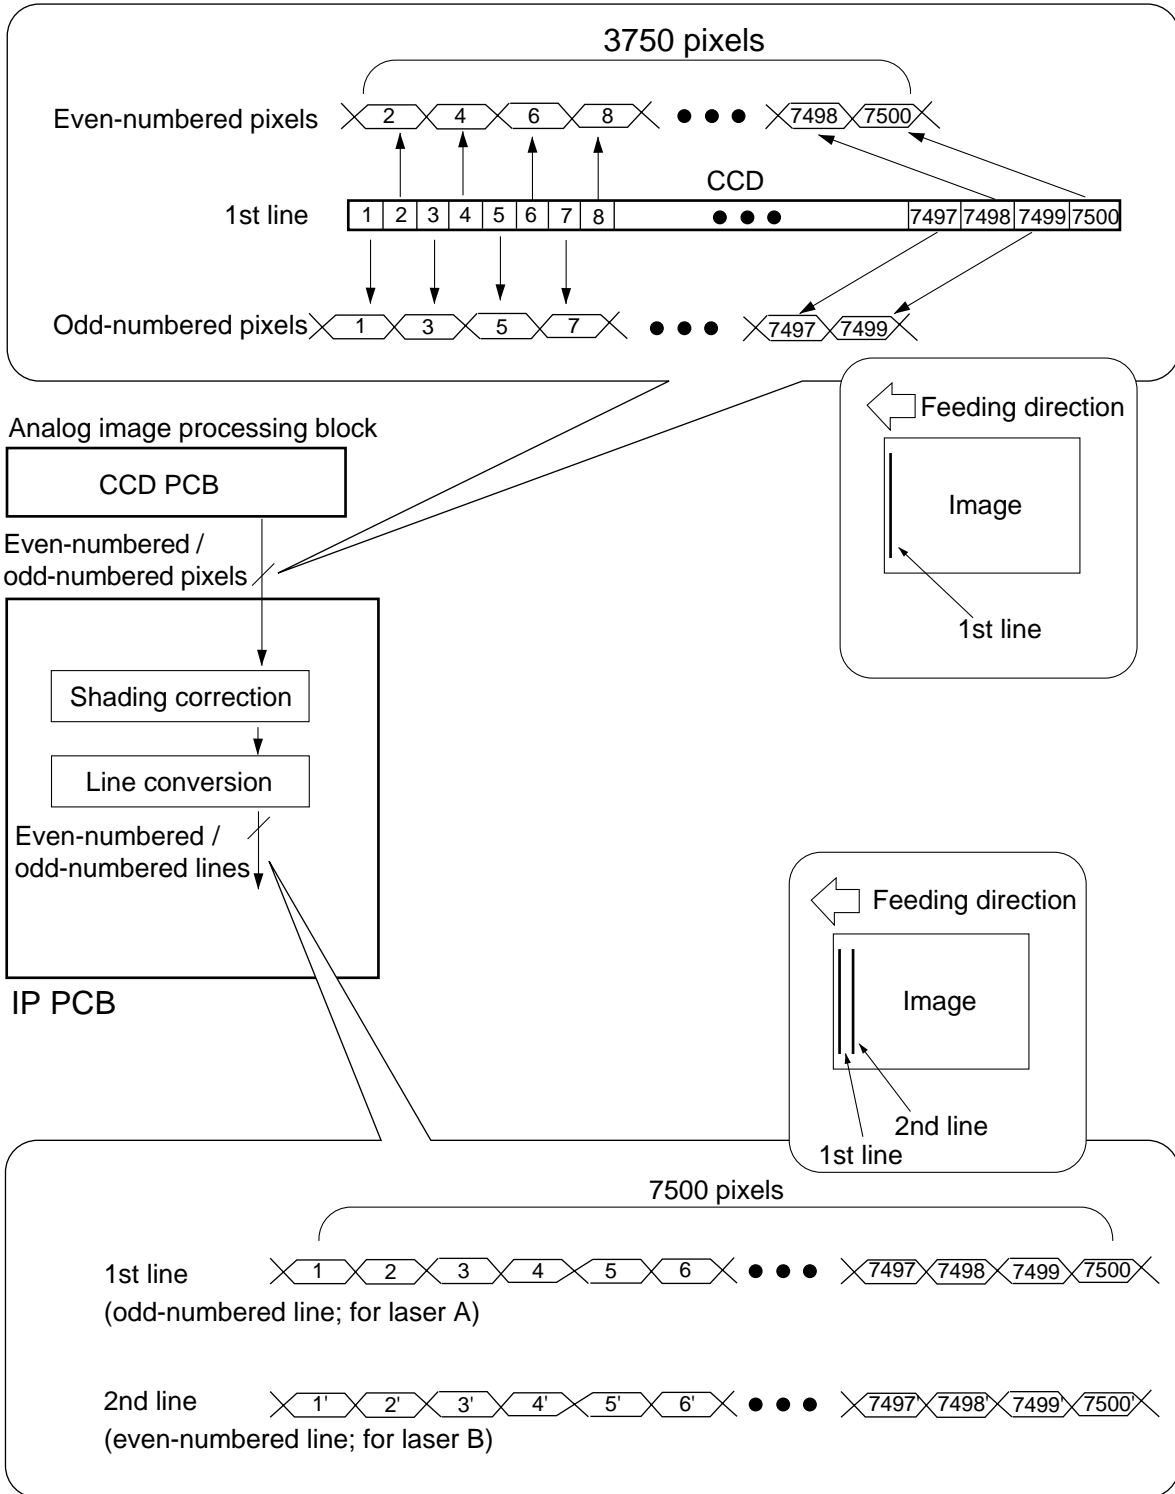 3750 pixels
Even-numbered pixels 2 4 6 8 ● ● ● 7498 7500
CCD
1st line 1 2 3 4 5 6 7 8 ● ● ● 7497 7498 7499 7500
Odd-numbered pixels 1 3 5 7 ● ● ● 7497 7499
Feeding direction
Image
1st line
Analog image processing block
CCD PCB
Even-numbered /
odd-numbered pixels
Shading correction
Line conversion
Even-numbered /
odd-numbered lines
IP PCB
Feeding direction
Image
2nd line
1st line
7500 pixels
1st line 1 2 3 4 5 6 ● ● ● 7497 7498 7499 7500
(odd-numbered line; for laser A)
2nd line 1' 2' 3' 4' 5' 6' ● ● ● 7497' 7498' 7499' 7500'
(even-numbered line; for laser B)